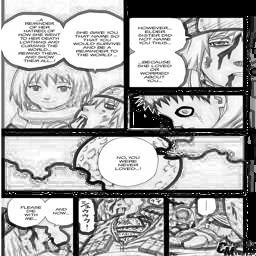 A
REMINDER
OF HER
HATRED, OF
HOW SHE WENT
TO HER DEATH
LOATHING AND
CURSING THE
WORLD...
REMIND THEM,
AND SHOW
THEM ALL...
SHE GAVE YOU
THAT NAME SO
THAT YOU
WOULD SURVIVE
AND BE A
REMINDER TO
THE WORLD...
HOWEVER...
ELDER
SISTER DID
NOT NAME
YOU THUS...
...BECAUSE
SHE LOVED
OR
WORRIED
ABOUT
YOU...
NO, YOU
WERE
NEVER
LOVED...!
AND
NOW...
PLEASE
DIE
WITH
ME...